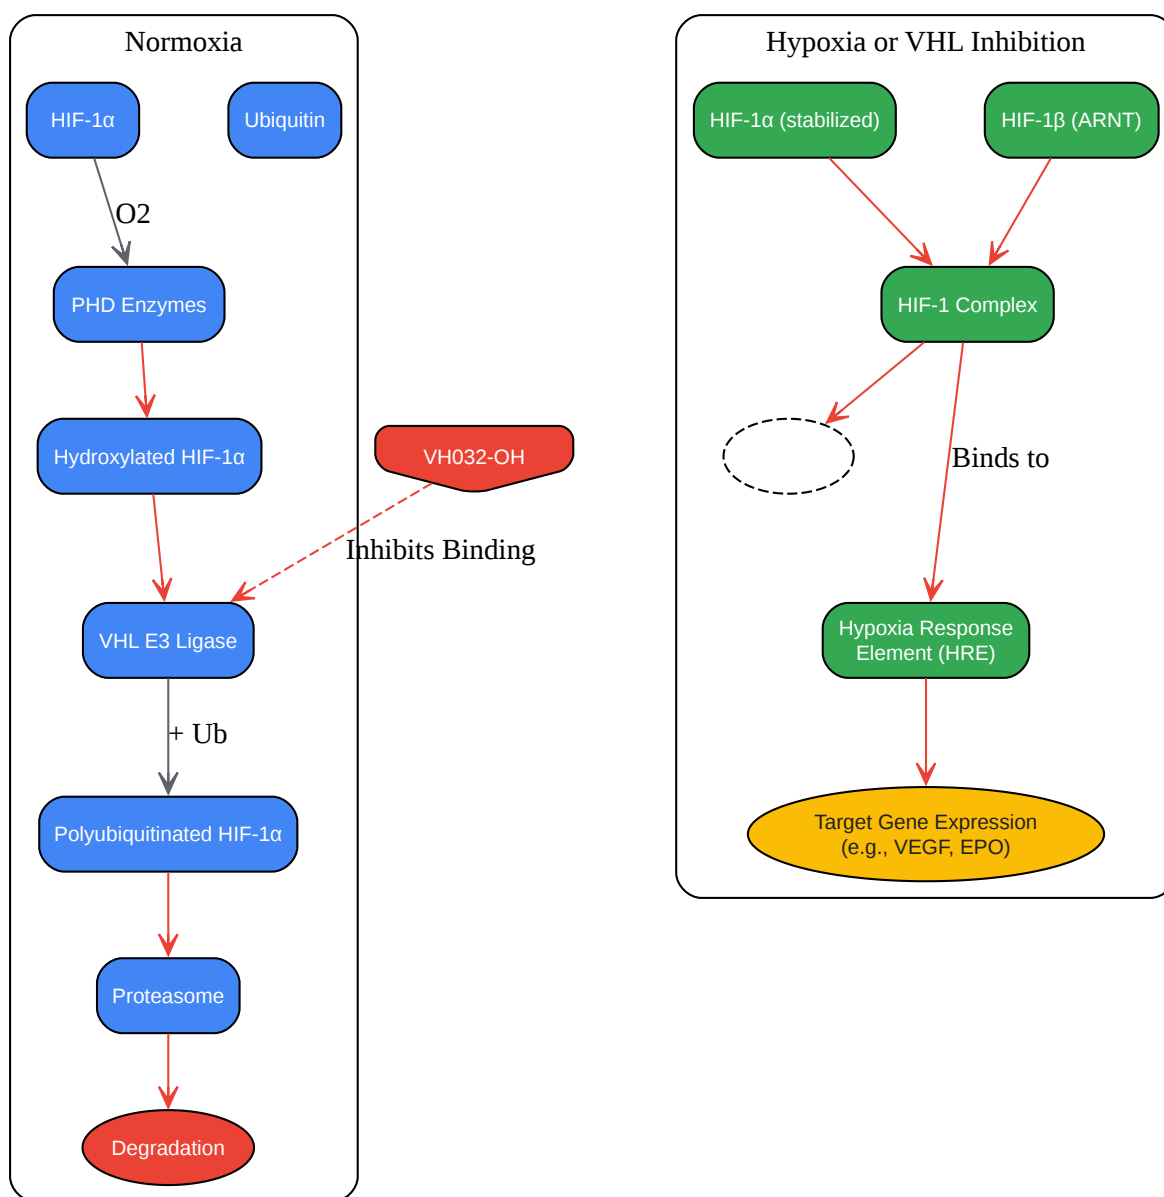 Normoxia
HIF-1α
Ubiquitin
O2
PHD Enzymes
Hydroxylated HIF-1α
VH032-OH
Inhibits Binding
VHL E3 Ligase
+ Ub
Polyubiquitinated HIF-1α
Proteasome
Degradation
Hypoxia or VHL Inhibition
HIF-1α (stabilized)
HIF-1β (ARNT)
HIF-1 Complex
Binds to
Hypoxia Response
Element (HRE)
Target Gene Expression
(e.g., VEGF, EPO)